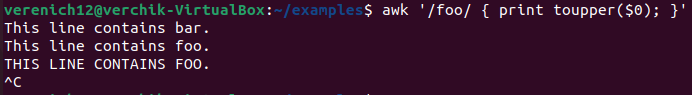 verenich12@verchik-VirtualBox:~/examples$ awk '/foo/ { print toupper($0); }'
This line contains bar.
This line contains foo.
THIS LINE CONTAINS FOO.
^C